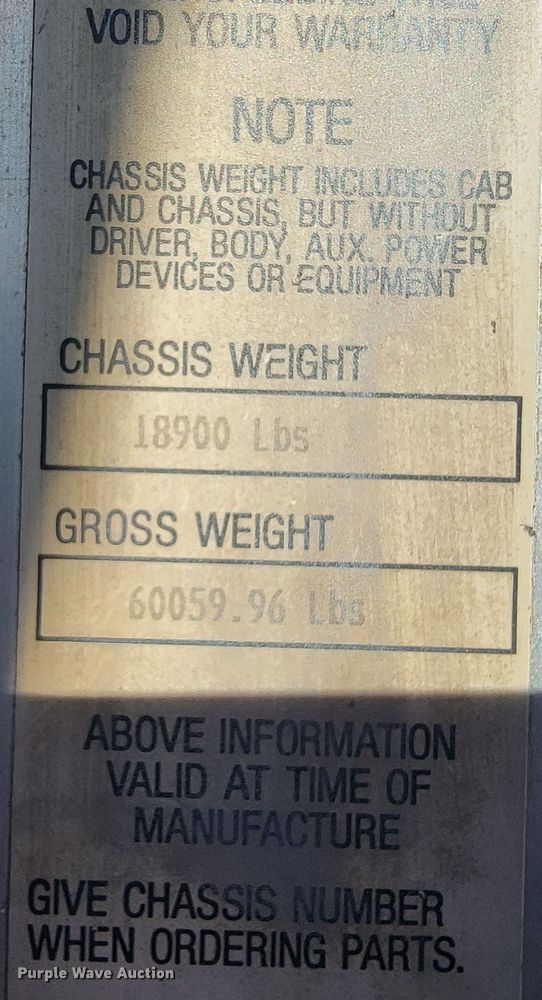 VOID YOUR WARRANTY
NOTE
CHASSIS WEIGHT INCLUDES CAB
AND CHASSIS, BUT WITHOUT
DRIVER, BODY, AUX. POWER
DEVICES OR EQUIPMENT
CHASSIS WEIGHT
18900 Lbs
GROSS WEIGHT
60059.96 Lbs
ABOVE INFORMATION
VALID AT TIME OF
MANUFACTURE
GIVE CHASSIS NUMBER
WHEN ORDERING PARTS.
Purple Wave Auction